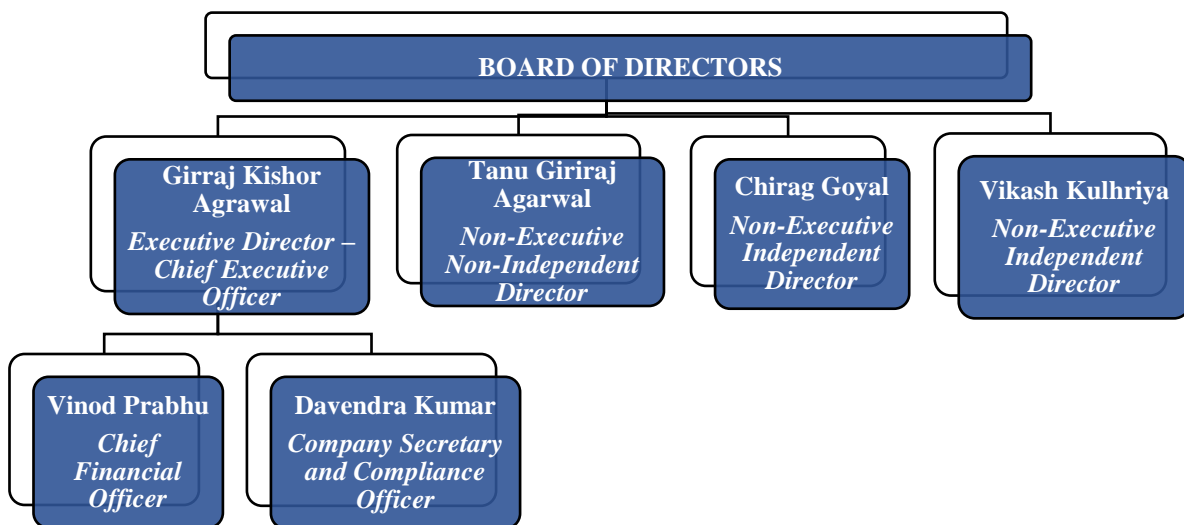 BOARD OF DIRECTORS
Girraj Kishor
Agrawal
Executive Director –
Chief Executive
Officer
Tanu Giriraj
Agarwal
Non-Executive
Non-Independent
Director
Chirag Goyal
Non-Executive
Independent
Director
Vikash Kulhriya
Non-Executive
Independent
Director
Vinod Prabhu
Chief
Financial
Officer
Davendra Kumar
Company Secretary
and Compliance
Officer